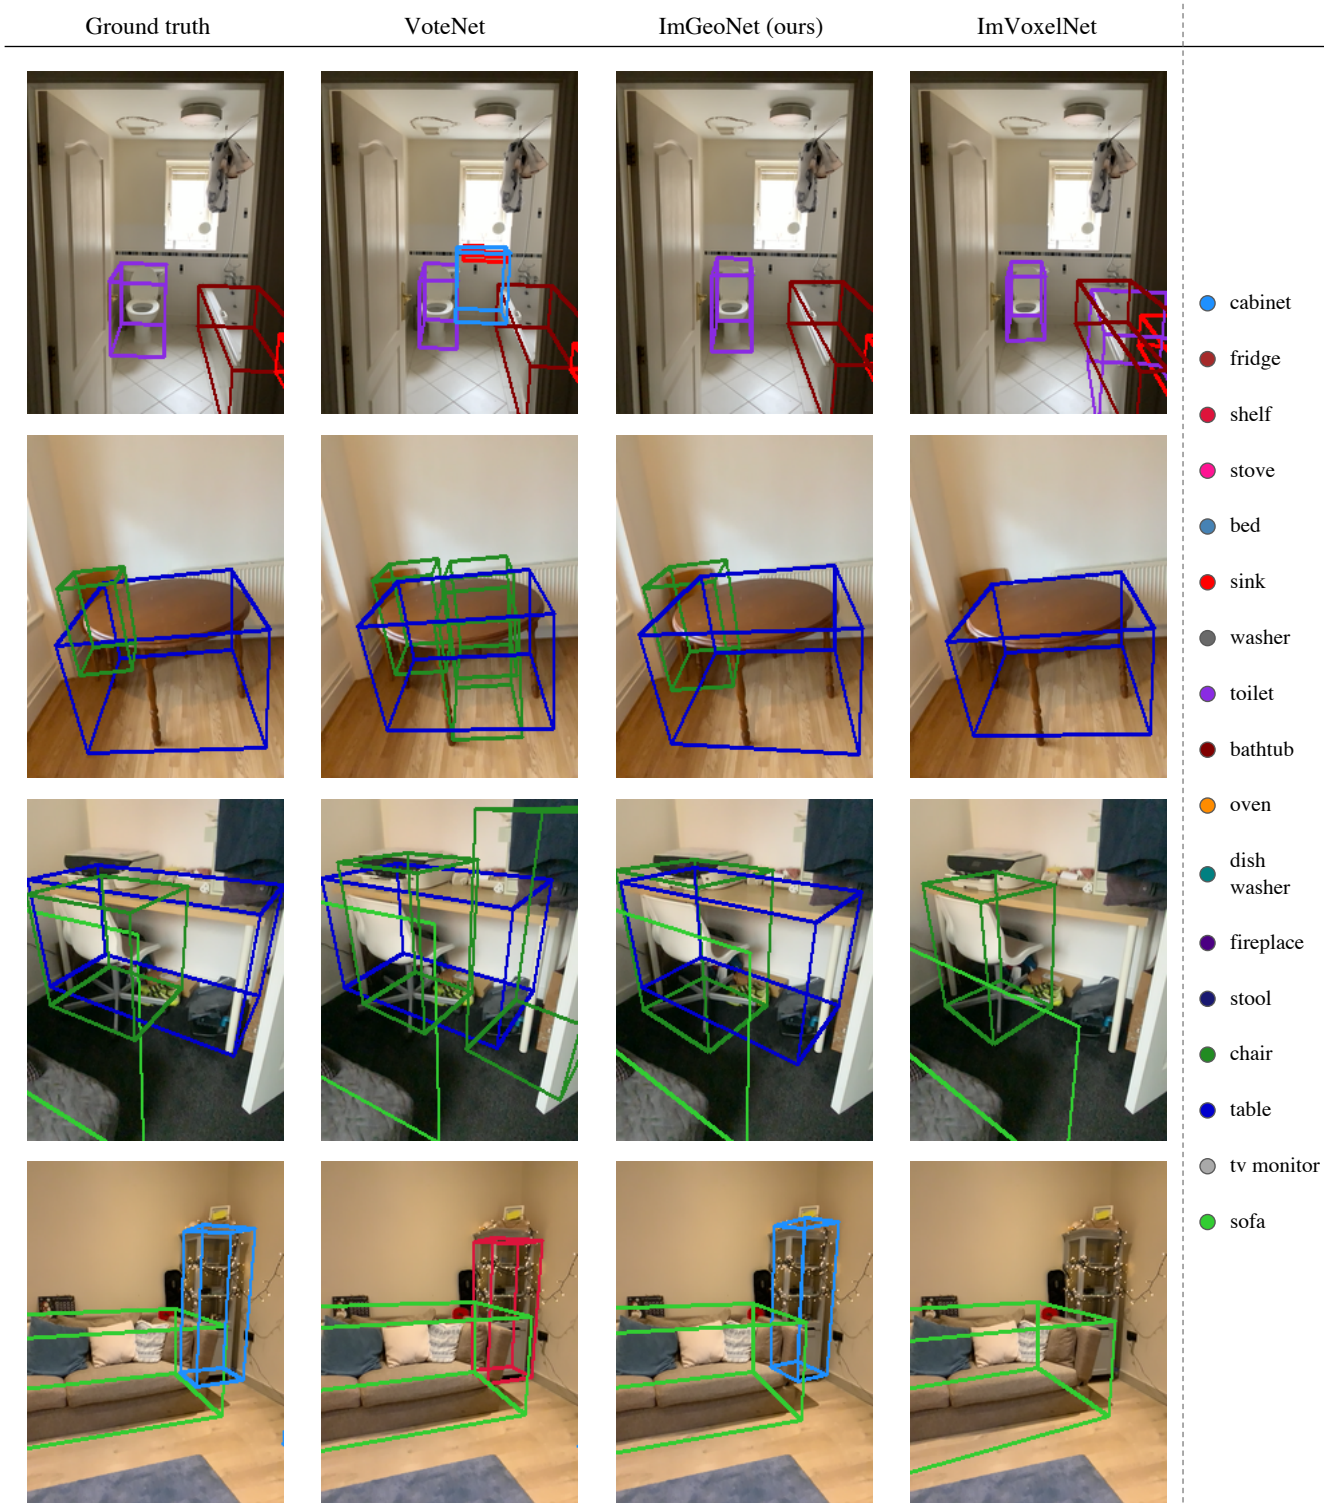 Ground truth
VoteNet
ImGeoNet (ours)
ImVoxelNet
cabinet
fridge
shelf
stove
bed
sink
washer
toilet
bathtub
oven
dish
washer
fireplace
stool
chair
table
tv monitor
sofa